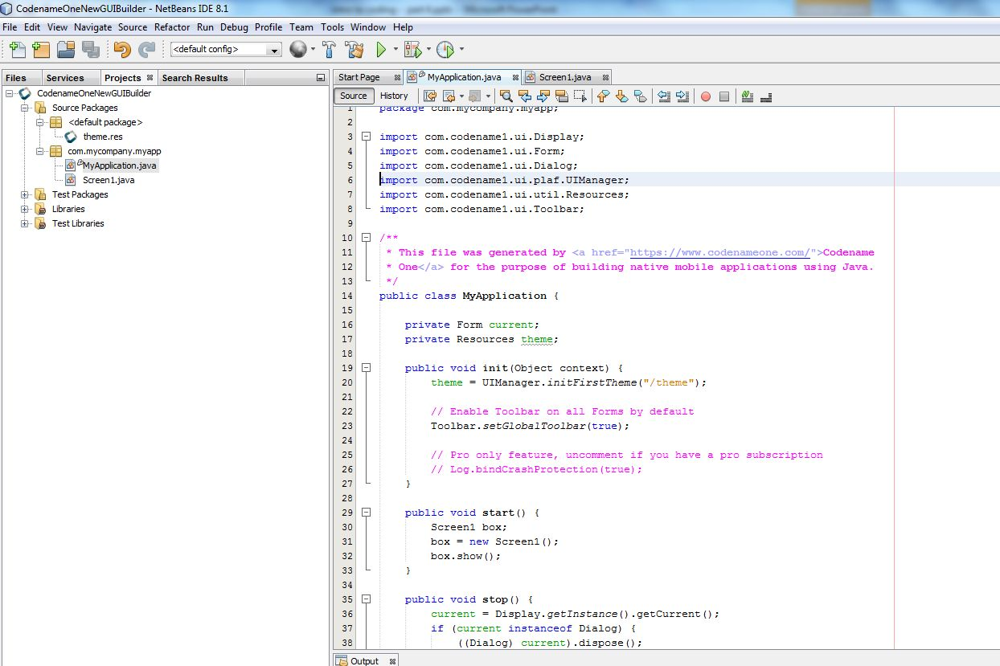 CodenameOneNewGUIBuilder - NetBeans IDE 8.1
File Edit View Navigate Source Refactor Run Debug Profile Team Tools Window Help
<default config>
Files Services Projects Search Results
CodenameOneNewGUIBuilder
Source Packages
<default package>
theme.res
com.mycompany.myapp
MyApplication.java
Screen1.java
Test Packages
Libraries
Test Libraries
Start Page MyApplication.java Screen1.java
Source History
1 package com.mycompany.myapp;
2
3 import com.codename1.ui.Display;
4 import com.codename1.ui.Form;
5 import com.codename1.ui.Dialog;
6 import com.codename1.ui.plaf.UIManager;
7 import com.codename1.ui.util.Resources;
8 import com.codename1.ui.Toolbar;
9
10 /**
11 * This file was generated by <a href="https://www.codenameone.com/">Codename
12 * One</a> for the purpose of building native mobile applications using Java.
13 */
14 public class MyApplication {
15
16 private Form current;
17 private Resources theme;
18
19 public void init(Object context) {
20 theme = UIManager.initFirstTheme("/theme");
21
22 // Enable Toolbar on all Forms by default
23 Toolbar.setGlobalToolbar(true);
24
25 // Pro only feature, uncomment if you have a pro subscription
26 // Log.bindCrashProtection(true);
27 }
28
29 public void start() {
30 Screen1 box;
31 box = new Screen1();
32 box.show();
33 }
34
35 public void stop() {
36 current = Display.getInstance().getCurrent();
37 if (current instanceof Dialog) {
38 ((Dialog) current).dispose();
Output